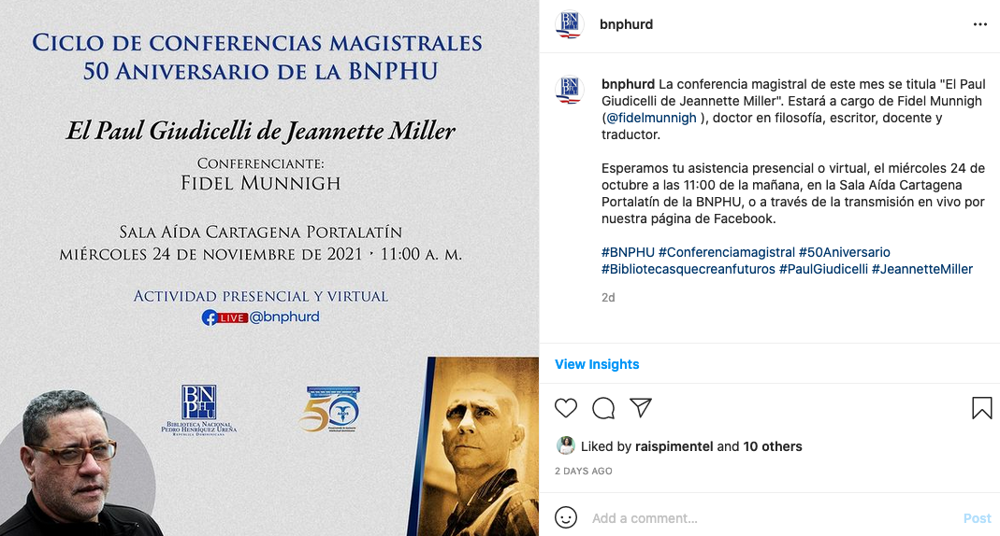 CICLO DE CONFERENCIAS MAGISTRALES
50 ANIVERSARIO DE LA BNPHU
El Paul Giudicelli de Jeannette Miller
CONFERENCIANTE:
FIDEL MUNNIGH
SALA AÍDA CARTAGENA PORTALATÍN
MIÉRCOLES 24 DE NOVIEMBRE DE 2021 · 11:00 A. M.
ACTIVIDAD PRESENCIAL Y VIRTUAL
LIVE @bnphurd
BNPHU
BIBLIOTECA NACIONAL
PEDRO HENRÍQUEZ UREÑA
REPÚBLICA DOMINICANA
50
AÑOS
bnphurd
bnphurd La conferencia magistral de este mes se titula "El Paul
Giudicelli de Jeannette Miller". Estará a cargo de Fidel Munnigh
(@fidelmunnigh ), doctor en filosofía, escritor, docente y
traductor.
Esperamos tu asistencia presencial o virtual, el miércoles 24 de
octubre a las 11:00 de la mañana, en la Sala Aída Cartagena
Portalatín de la BNPHU, o a través de la transmisión en vivo por
nuestra página de Facebook.
#BNPHU #Conferenciamagistral #50Aniversario
#Bibliotecasquecreanfuturos #PaulGiudicelli #JeannetteMiller
2d
View Insights
Liked by raispimentel and 10 others
2 DAYS AGO
Add a comment...
Post